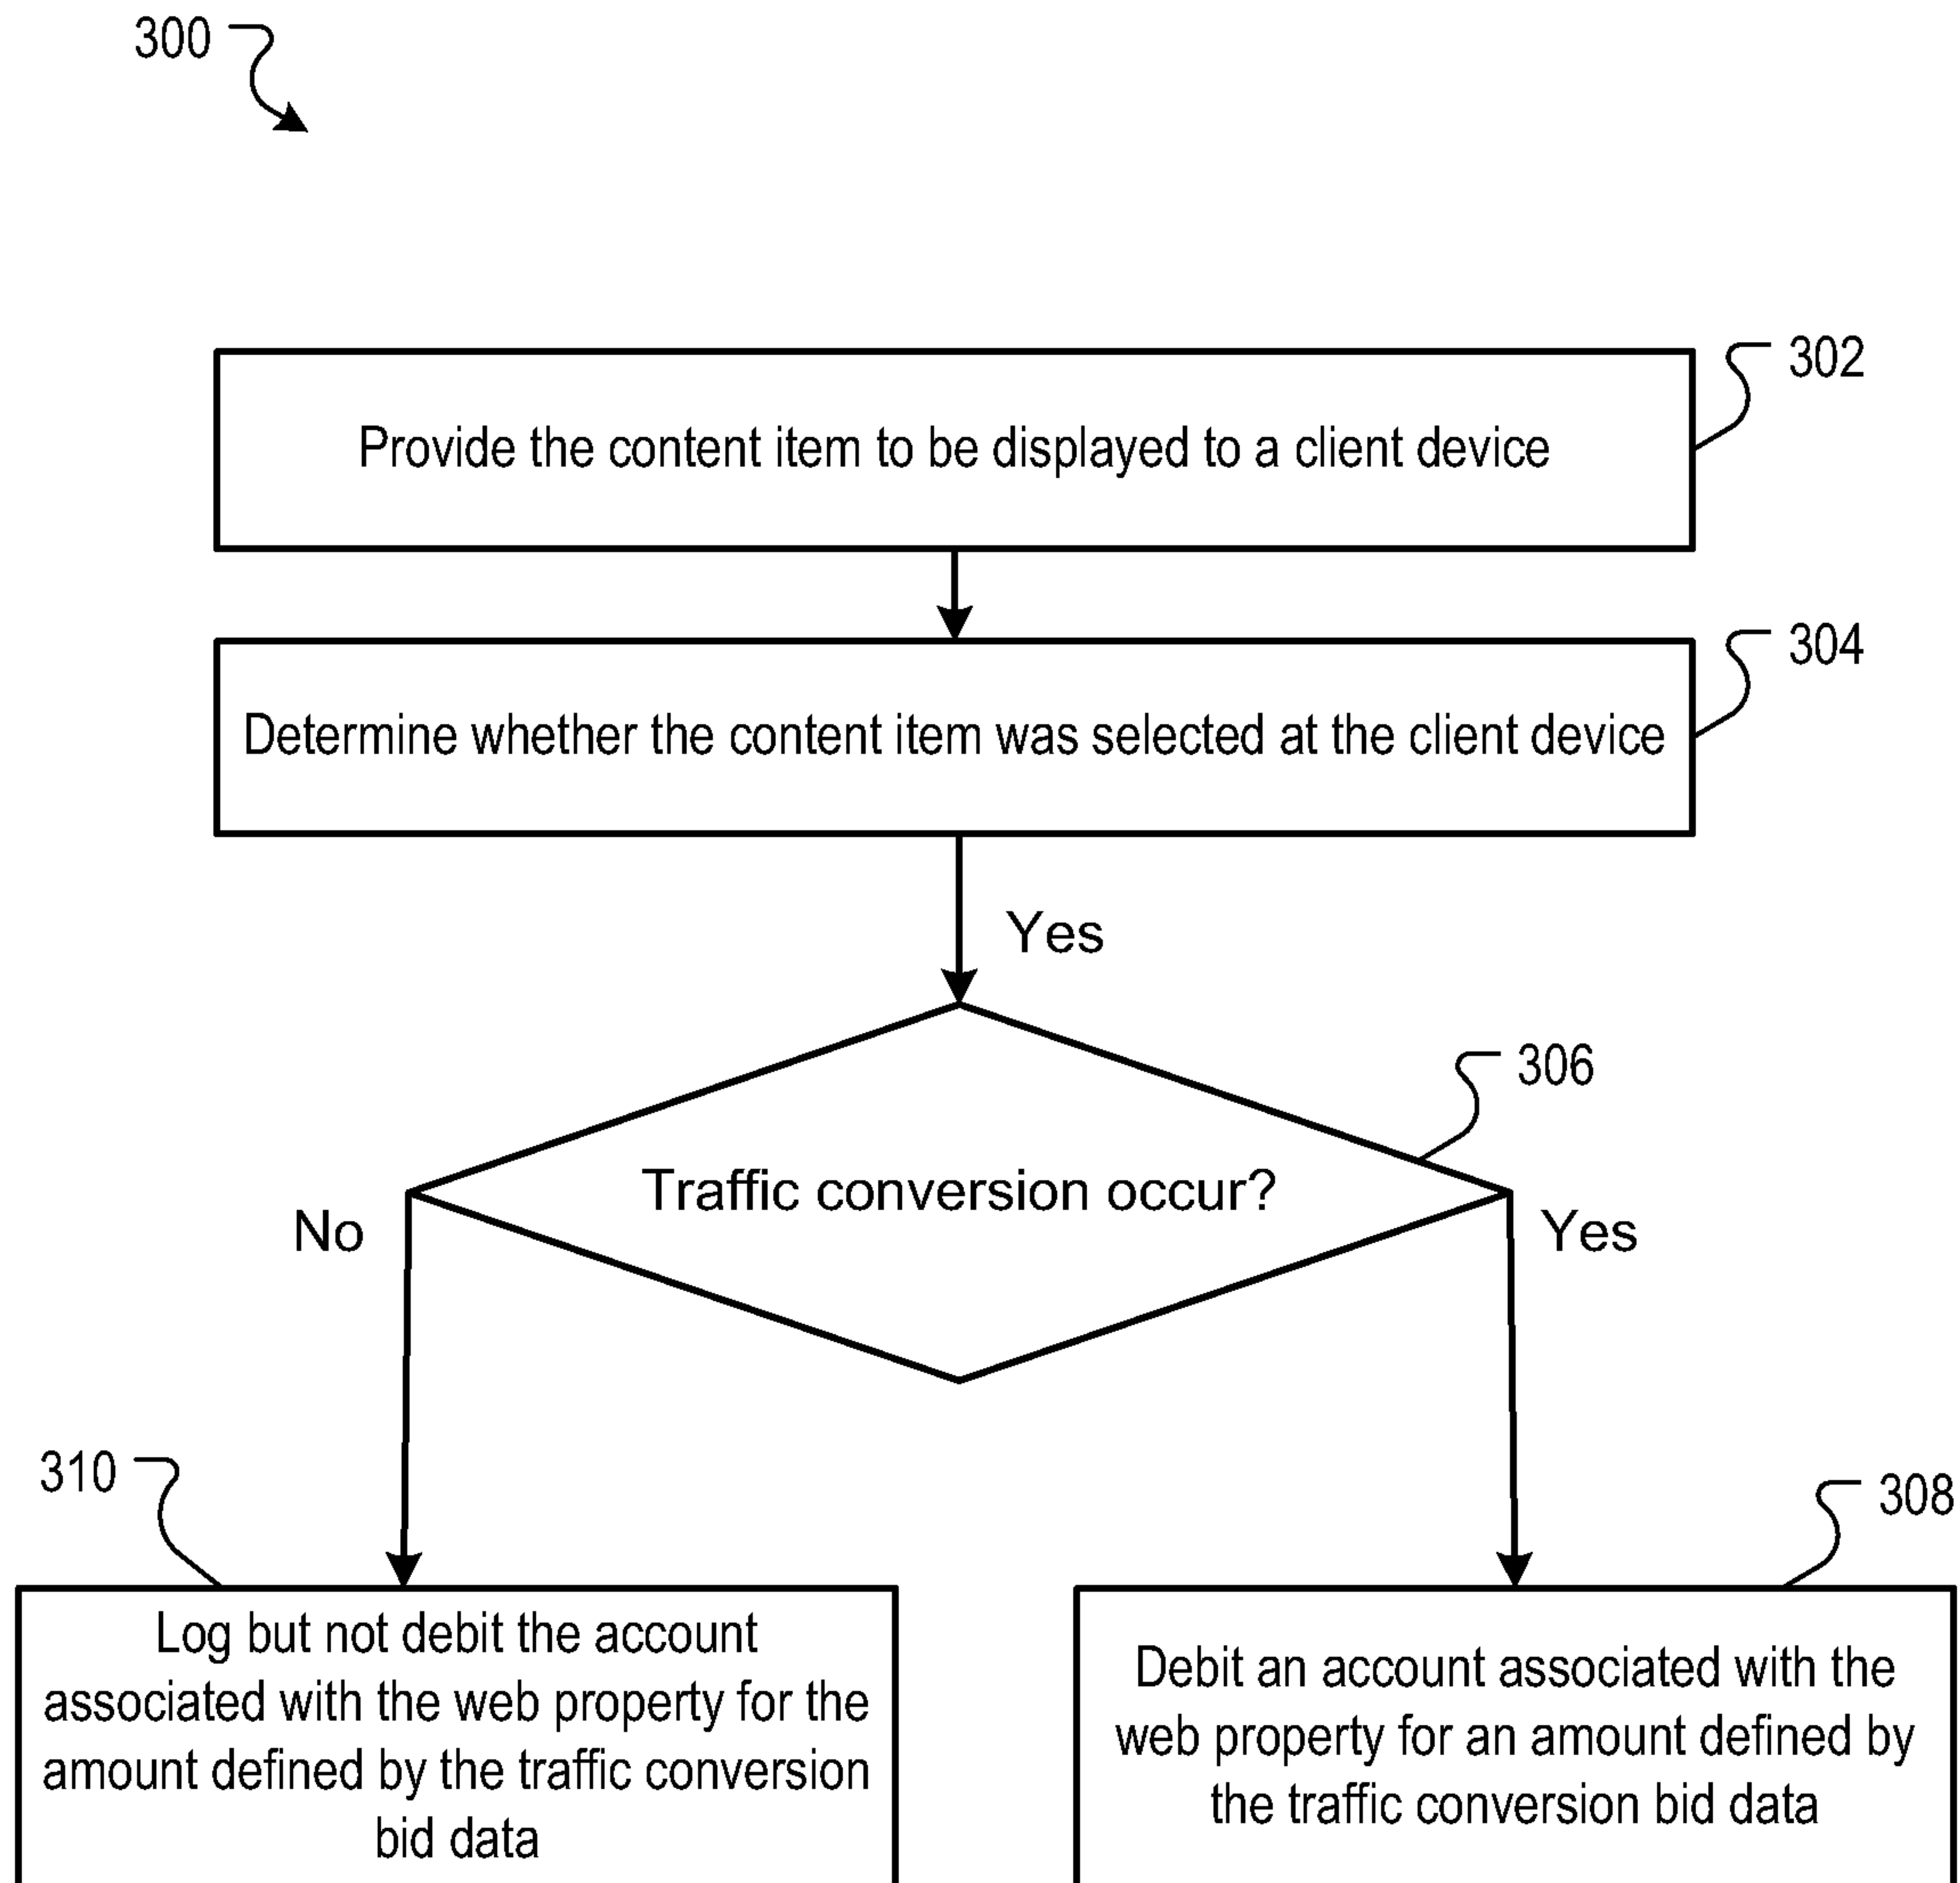 300
302
Provide the content item to be displayed to a client device
304
Determine whether the content item was selected at the client device
Yes
306
Traffic conversion occur?
No
Yes
310
308
Log but not debit the account
associated with the web property for the
amount defined by the traffic conversion
bid data
Debit an account associated with the
web property for an amount defined by
the traffic conversion bid data